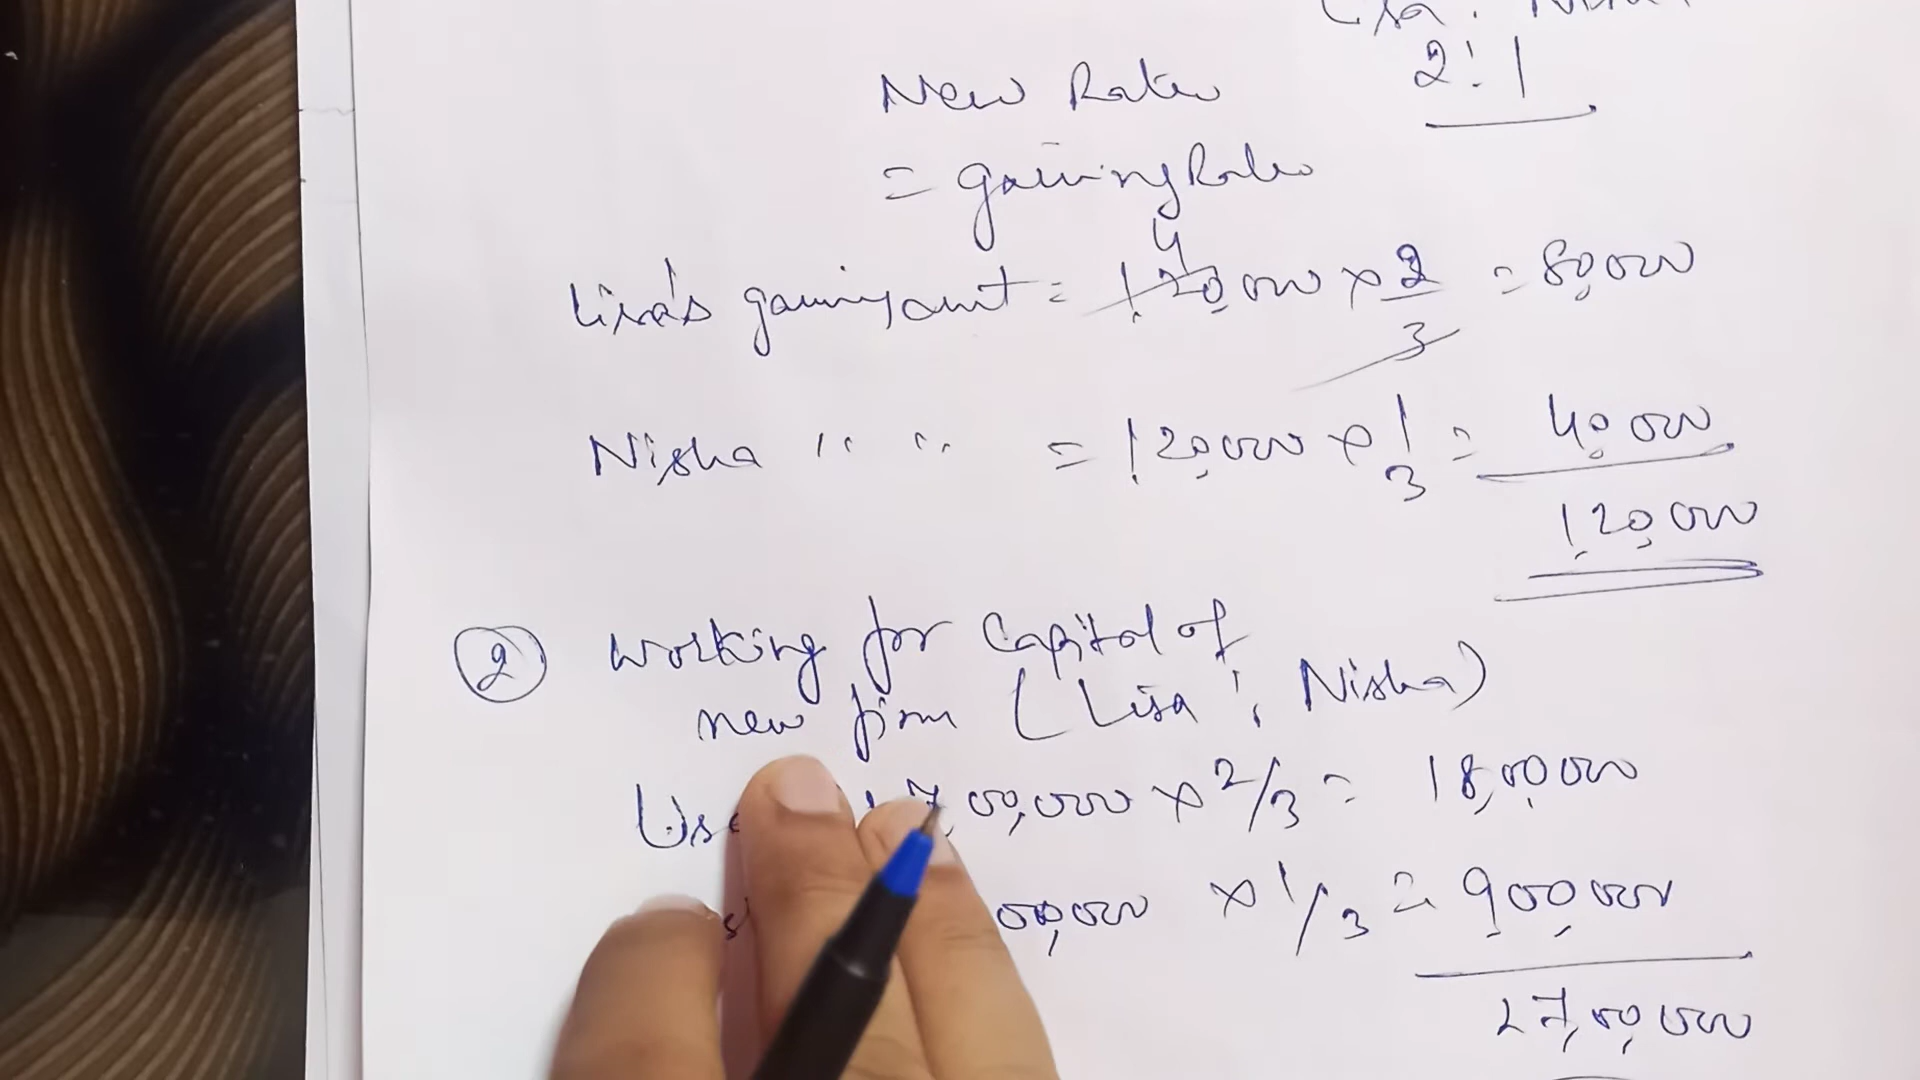 Lisa : Nisha
2:1
New Ratio
= gaining Ratio
4
Lisa's gaining amt = 1,20,000 × 2/3 = 80,000
Nisha " " = 1,20,000 × 1/3 = 40,000
1,20,000
② Working for Capital of
new firm (Lisa : Nisha)
00,000 × 2/3 = 18,00,000
00,000 × 1/3 = 9,00,000
27,00,000